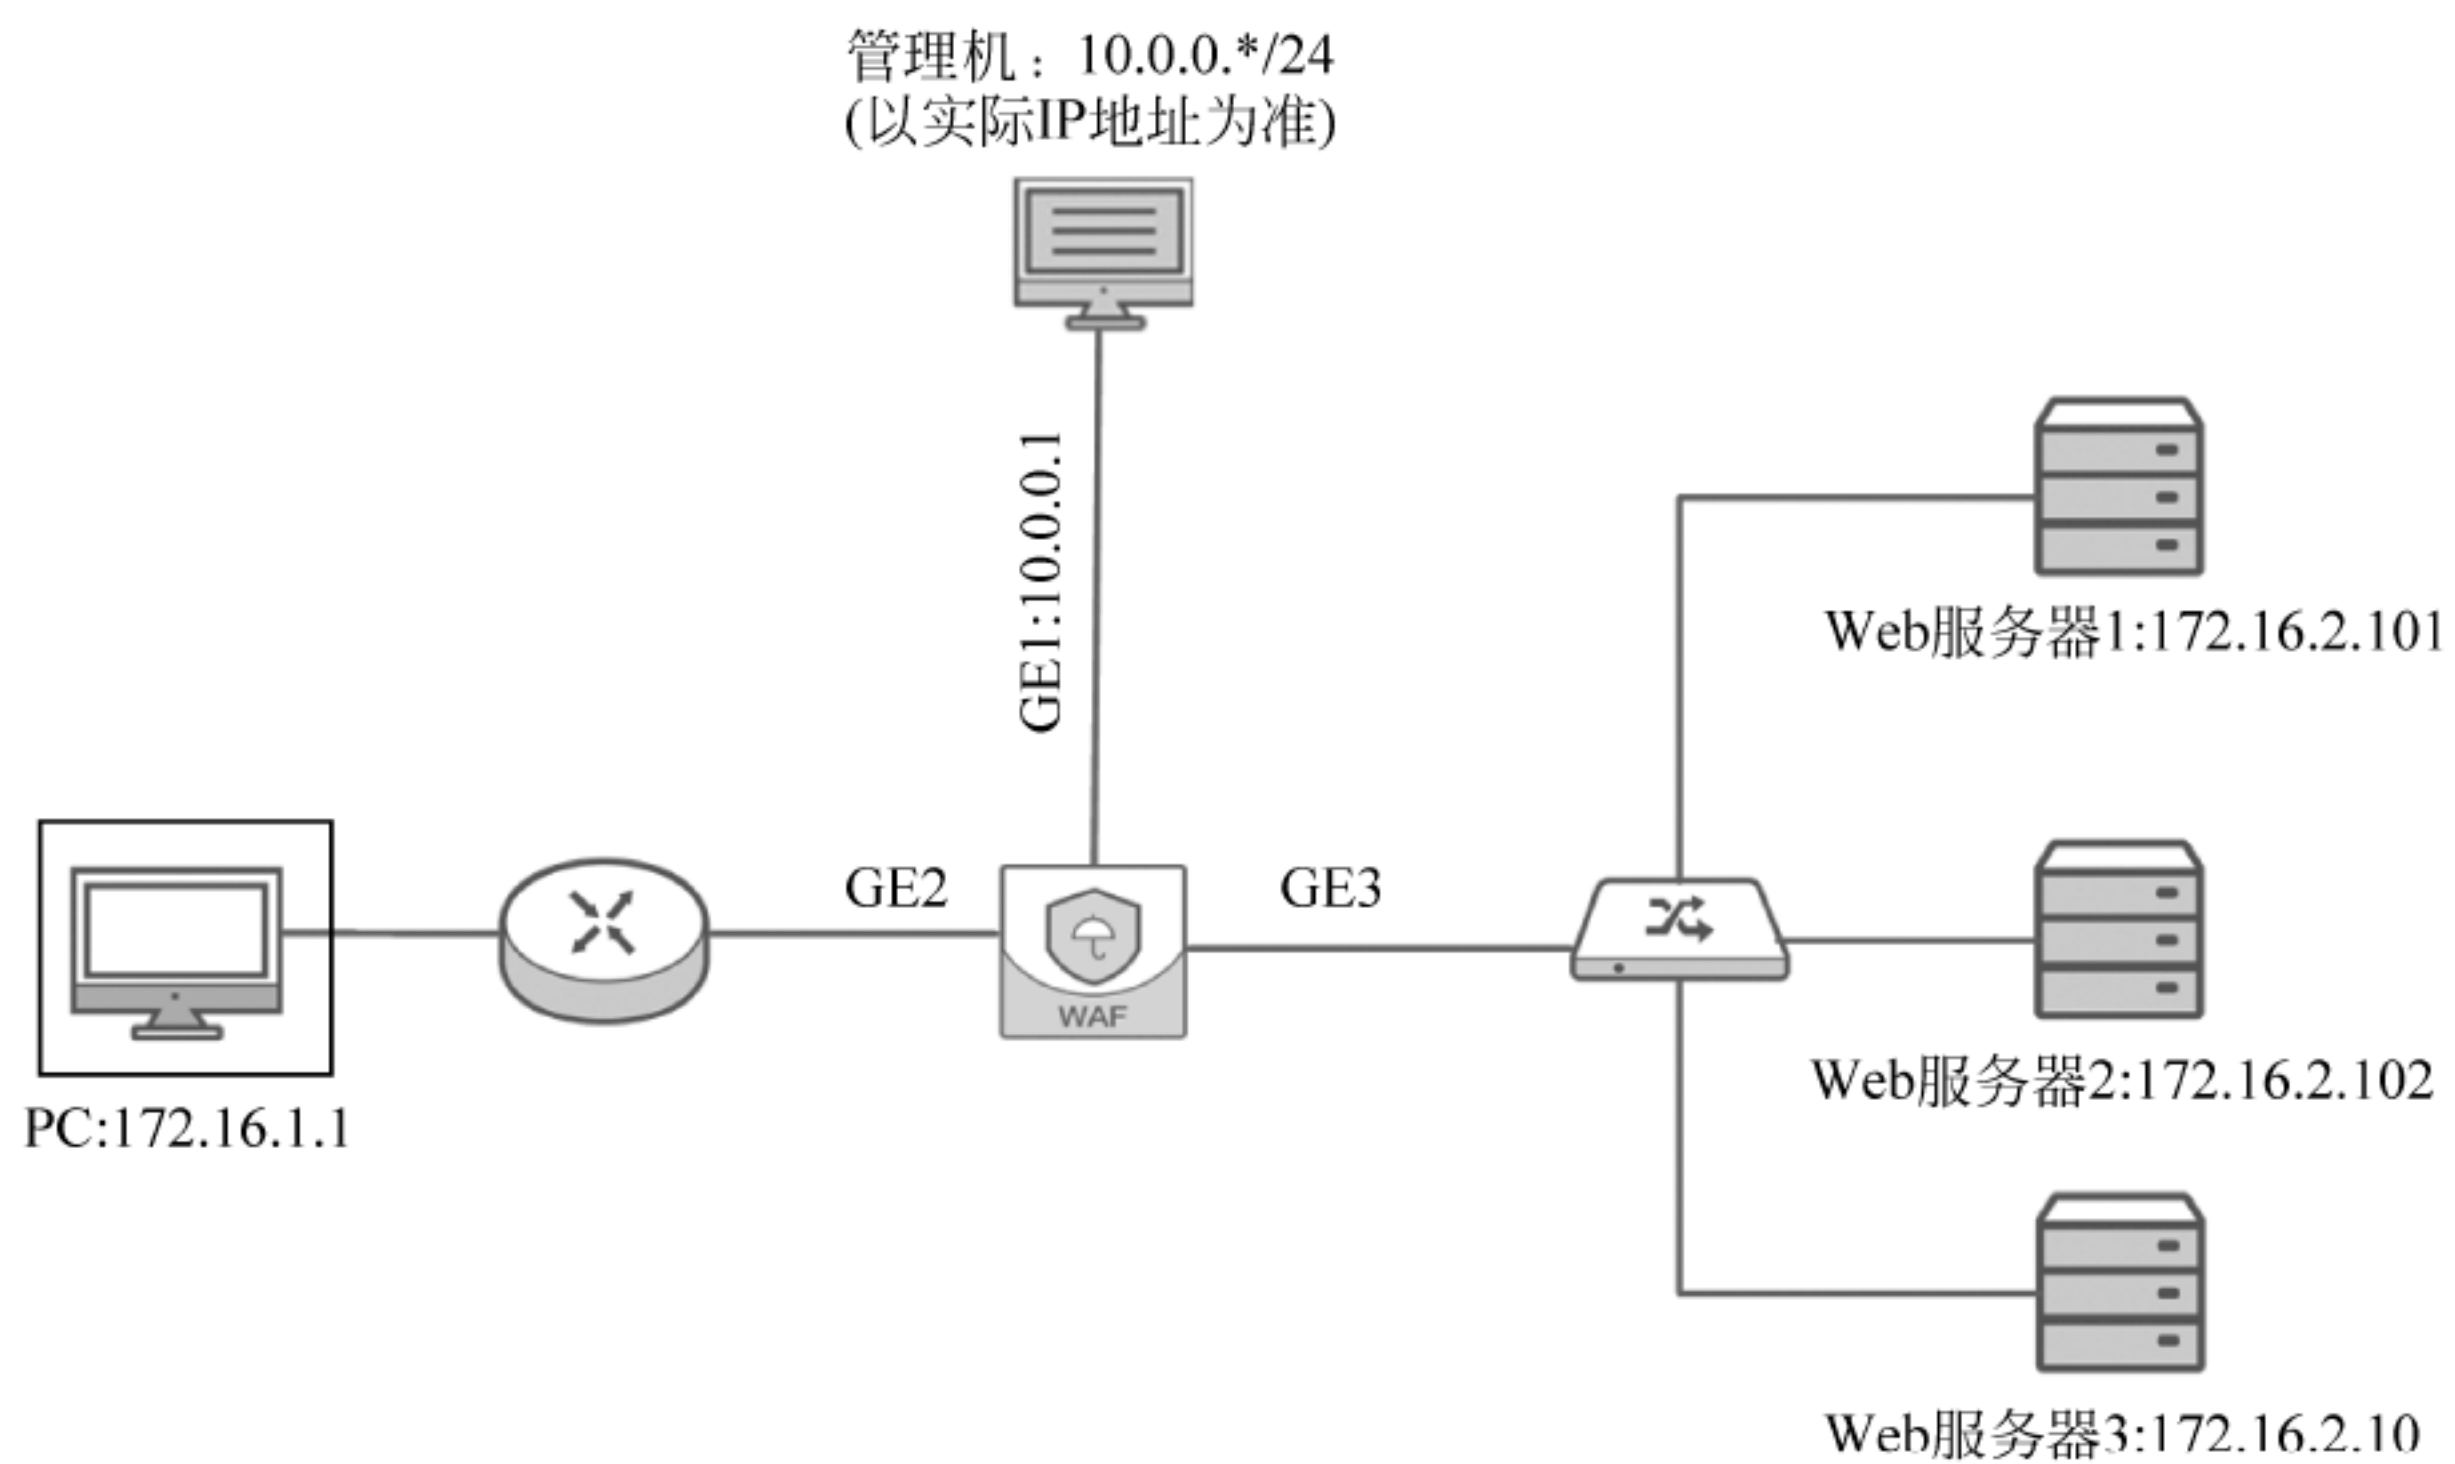 管理机：10.0.0.*/24
(以实际IP地址为准)
GE1:10.0.0.1
Web服务器1:172.16.2.101
GE2
GE3
WAF
Web服务器2:172.16.2.102
PC:172.16.1.1
Web服务器3:172.16.2.10